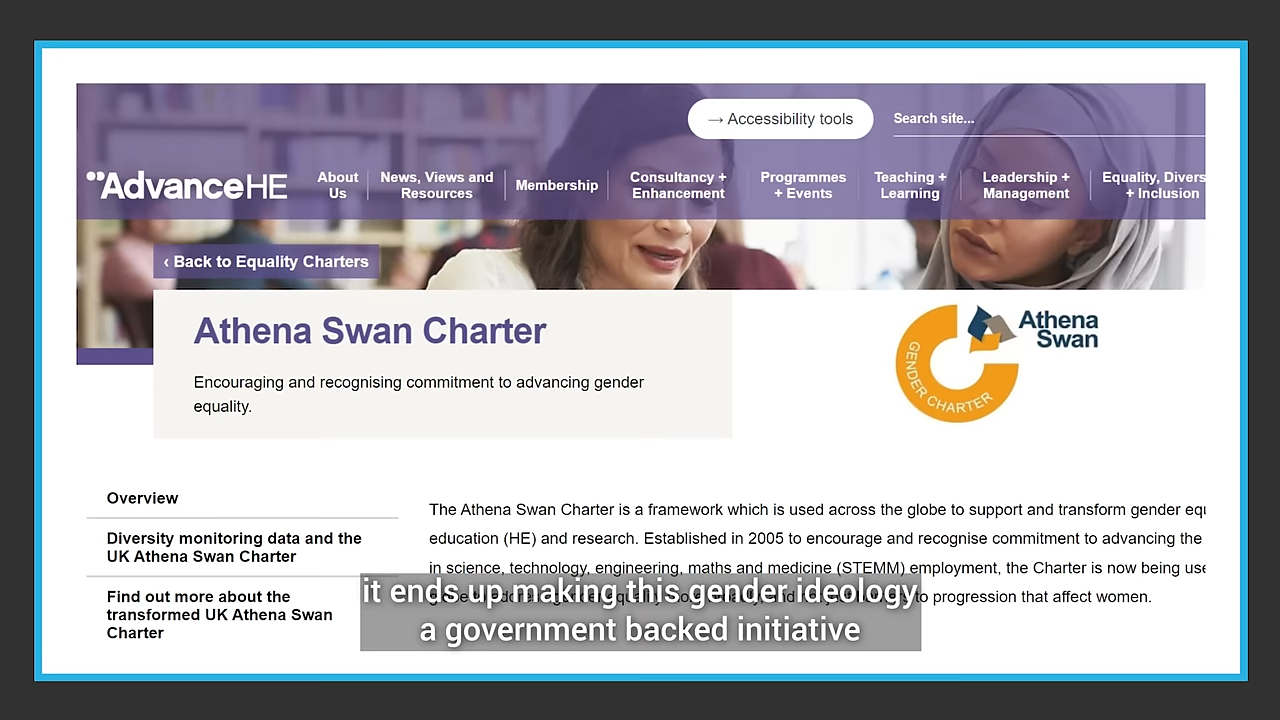 → Accessibility tools
Search site...
AdvanceHE
About Us
News, Views and Resources
Membership
Consultancy + Enhancement
Programmes + Events
Teaching + Learning
Leadership + Management
Equality, Divers + Inclusion
‹ Back to Equality Charters
Athena Swan Charter
Encouraging and recognising commitment to advancing gender
equality.
GENDER CHARTER
Athena
Swan
Overview
Diversity monitoring data and the
UK Athena Swan Charter
Find out more about the
transformed UK Athena Swan
Charter
The Athena Swan Charter is a framework which is used across the globe to support and transform gender equ
education (HE) and research. Established in 2005 to encourage and recognise commitment to advancing the
in science, technology, engineering, maths and medicine (STEMM) employment, the Charter is now being use
to progression that affect women.
it ends up making this gender ideology
a government backed initiative